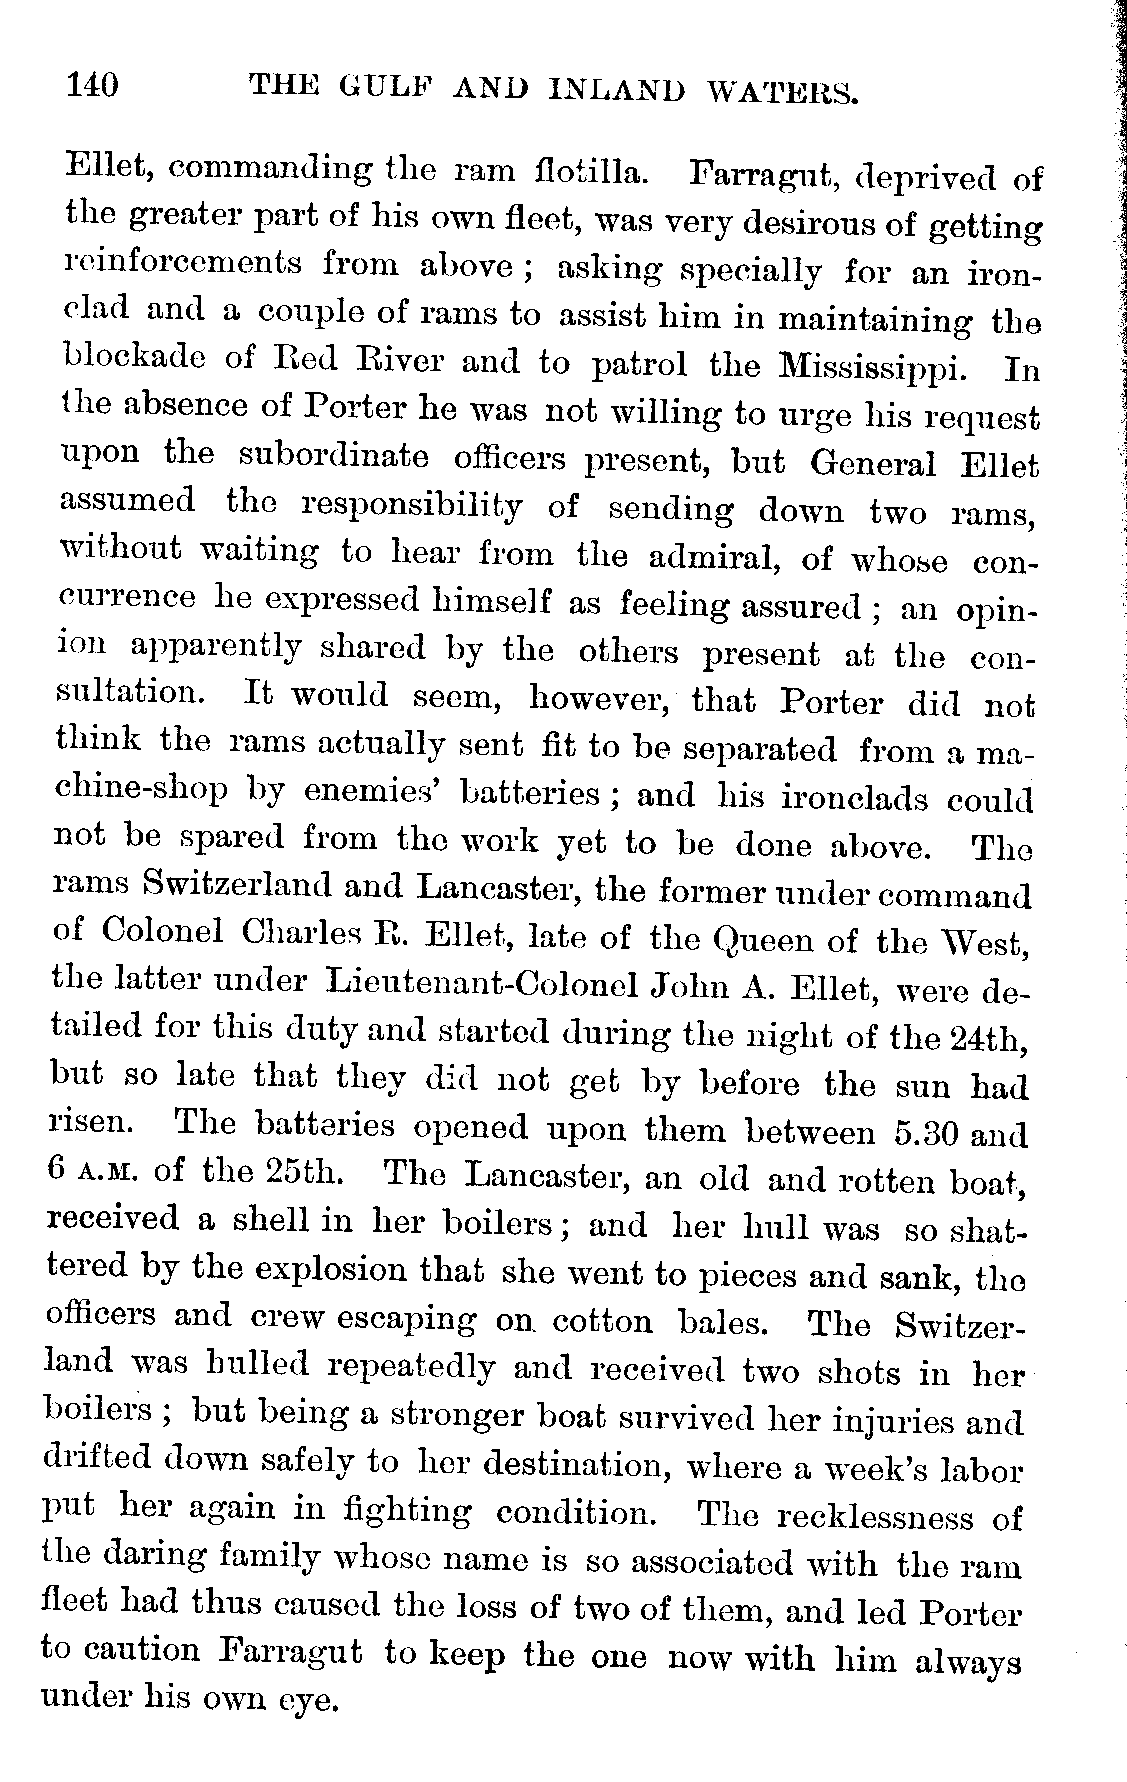 140 THE GULF AND INLAND WATERS.
Ellet, commanding the ram flotilla. Farragut, deprived of
the greater part of his own fleet, was very desirous of getting
reinforcements from above ; asking specially for an iron-
clad and a couple of rams to assist him in maintaining the
blockade of Red River and to patrol the Mississippi. In
the absence of Porter he was not willing to urge his request
upon the subordinate officers present, but General Ellet
assumed the responsibility of sending down two rams,
without waiting to hear from the admiral, of whose con-
currence he expressed himself as feeling assured ; an opin-
ion apparently shared by the others present at the con-
sultation. It would seem, however, that Porter did not
think the rams actually sent fit to be separated from a ma-
chine-shop by enemies' batteries ; and his ironclads could
not be spared from the work yet to be done above. The
rams Switzerland and Lancaster, the former under command
of Colonel Charles R. Ellet, late of the Queen of the West,
the latter under Lieutenant-Colonel John A. Ellet, were de-
tailed for this duty and started during the night of the 24th,
but so late that they did not get by before the sun had
risen. The batteries opened upon them between 5.30 and
6 A.M. of the 25th. The Lancaster, an old and rotten boat,
received a shell in her boilers ; and her hull was so shat-
tered by the explosion that she went to pieces and sank, the
officers and crew escaping on cotton bales. The Switzer-
land was hulled repeatedly and received two shots in her
boilers ; but being a stronger boat survived her injuries and
drifted down safely to her destination, where a week's labor
put her again in fighting condition. The recklessness of
the daring family whose name is so associated with the ram
fleet had thus caused the loss of two of them, and led Porter
to caution Farragut to keep the one now with him always
under his own eye.